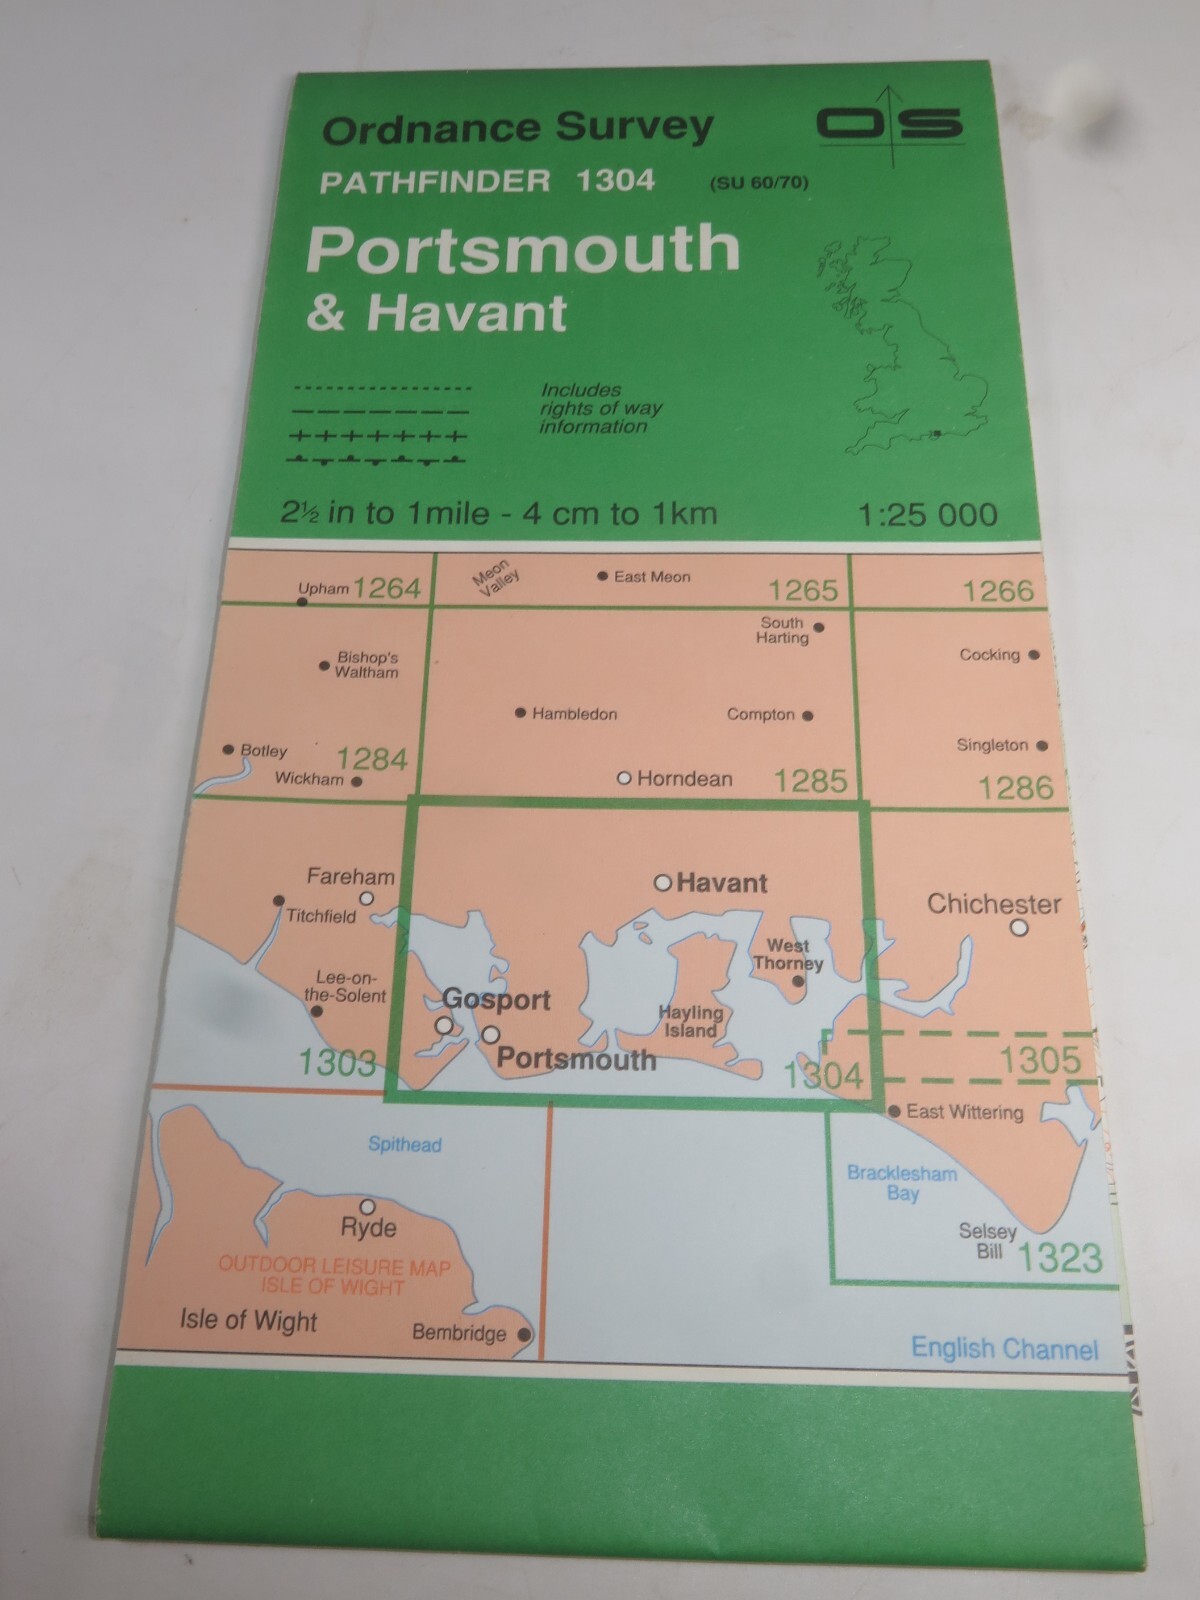 Ordnance Survey
OS
PATHFINDER 1304 (SU 60/70)
Portsmouth
& Havant
Includes
rights of way
information
2½ in to 1mile - 4 cm to 1km
1:25 000
Upham 1264
Meon
Valley
East Meon
1265
1266
South
Harting
Bishop's
Waltham
Cocking
Hambledon
Compton
Botley
1284
Singleton
Wickham
Horndean
1285
1286
Fareham
Havant
Titchfield
Chichester
West
Thorney
Lee-on-
the-Solent
Gosport
Hayling
Island
Portsmouth
1303
1304
1305
East Wittering
Spithead
Bracklesham
Bay
Ryde
Selsey
Bill
1323
OUTDOOR LEISURE MAP
ISLE OF WIGHT
Isle of Wight
Bembridge
English Channel